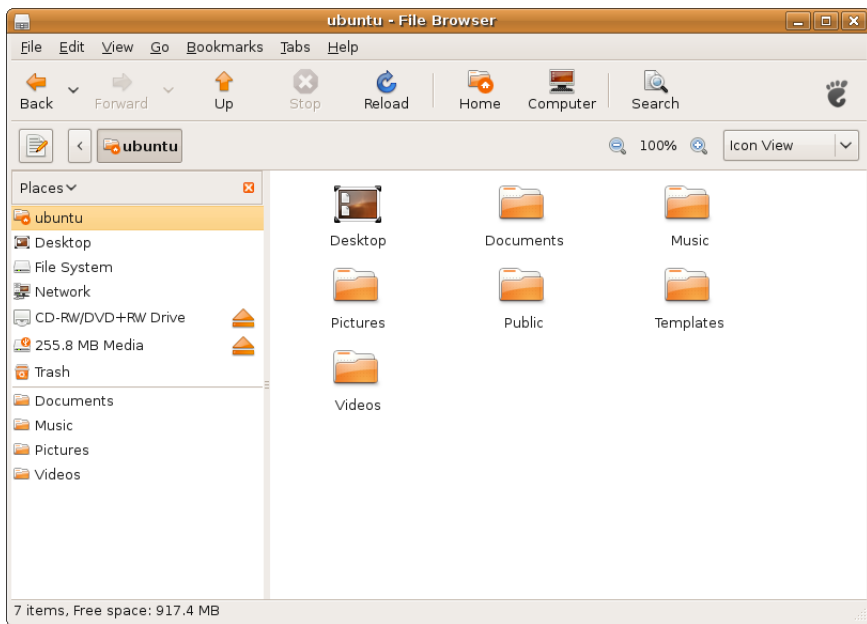 ubuntu - File Browser
File Edit View Go Bookmarks Tabs Help
Back Forward Up Stop Reload Home Computer Search
ubuntu 100% Icon View
Places
ubuntu
Desktop
File System
Network
CD-RW/DVD+RW Drive
255.8 MB Media
Trash
Documents
Music
Pictures
Videos
Desktop Documents Music
Pictures Public Templates
Videos
7 items, Free space: 917.4 MB